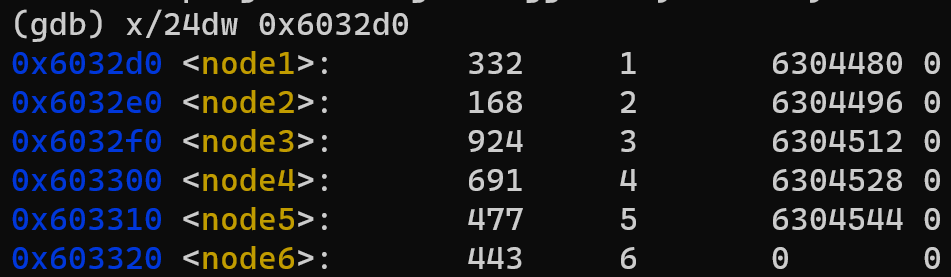 (gdb) x/24dw 0x6032d0
0x6032d0 <node1>: 332 1 6304480 0
0x6032e0 <node2>: 168 2 6304496 0
0x6032f0 <node3>: 924 3 6304512 0
0x603300 <node4>: 691 4 6304528 0
0x603310 <node5>: 477 5 6304544 0
0x603320 <node6>: 443 6 0 0